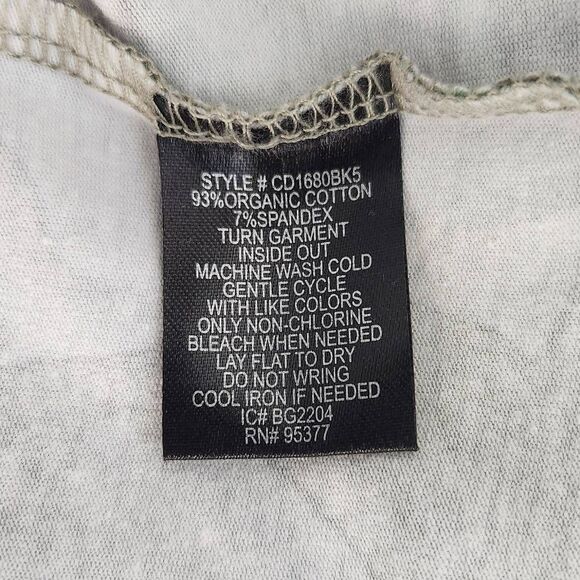 STYLE # CD1680BK5
93%ORGANIC COTTON
7%SPANDEX
TURN GARMENT
INSIDE OUT
MACHINE WASH COLD
GENTLE CYCLE
WITH LIKE COLORS
ONLY NON-CHLORINE
BLEACH WHEN NEEDED
LAY FLAT TO DRY
DO NOT WRING
COOL IRON IF NEEDED
IC# BG2204
RN# 95377